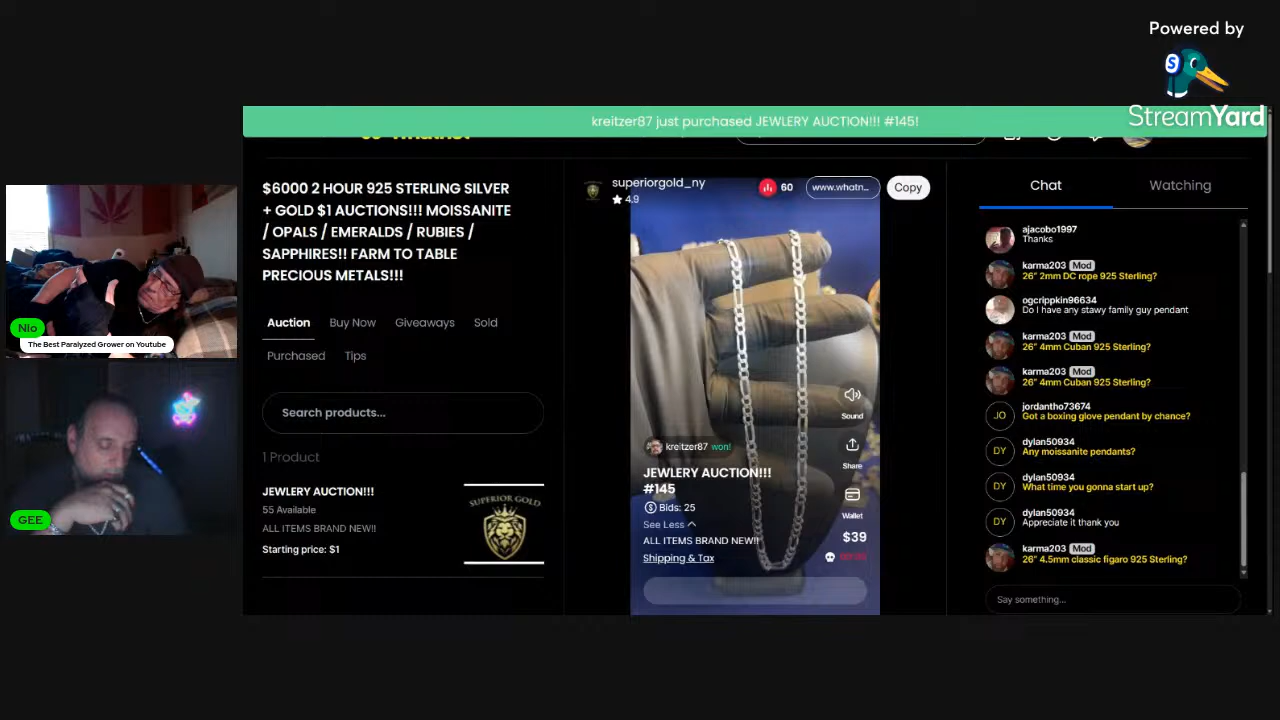 Powered by
StreamYard
kreitzer87 just purchased JEWLERY AUCTION!!! #145!
$6000 2 HOUR 925 STERLING SILVER
+ GOLD $1 AUCTIONS!!! MOISSANITE
/ OPALS / EMERALDS / RUBIES /
SAPPHIRES!! FARM TO TABLE
PRECIOUS METALS!!!
Auction
Buy Now
Giveaways
Sold
Purchased
Tips
Search products...
1 Product
JEWLERY AUCTION!!!
55 Available
ALL ITEMS BRAND NEW!!
Starting price: $1
SUPERIOR GOLD
superiorgold_ny
4.9
60
www.whatn...
Copy
Sound
Share
Wallet
kreitzer87 won!
JEWLERY AUCTION!!!
#145
Bids: 25
See Less
ALL ITEMS BRAND NEW!!
Shipping & Tax
$39
Chat
Watching
ajacobo1997
Thanks
karma203 Mod
26" 2mm DC rope 925 Sterling?
ogcrippkin96634
Do I have any stawy family guy pendant
karma203 Mod
26" 4mm Cuban 925 Sterling?
karma203 Mod
26" 4mm Cuban 925 Sterling?
JO
jordantho73674
Got a boxing glove pendant by chance?
DY
dylan50934
Any moissanite pendants?
DY
dylan50934
What time you gonna start up?
DY
dylan50934
Appreciate it thank you
karma203 Mod
26" 4.5mm classic figaro 925 Sterling?
Say something...
Nio
The Best Paralyzed Grower on Youtube
GEE